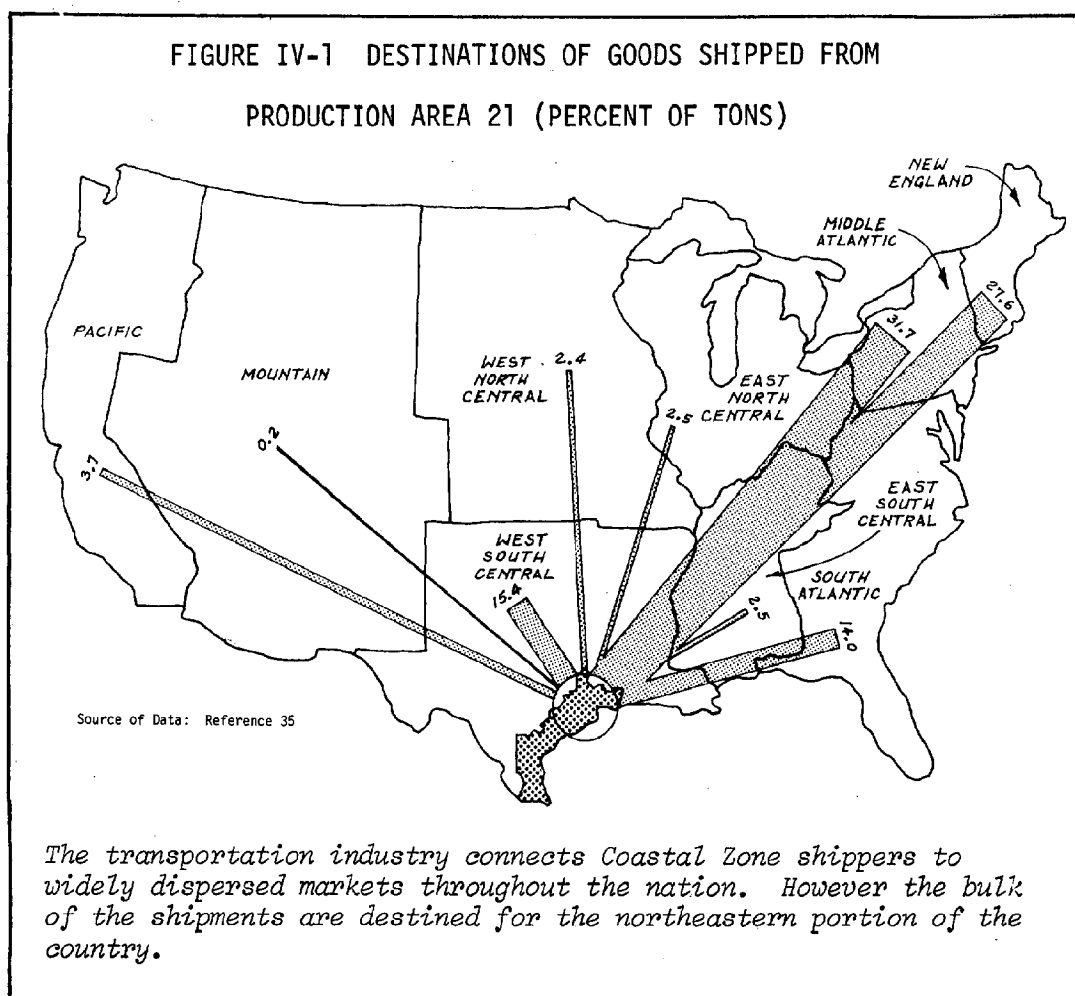 FIGURE IV-1 DESTINATIONS OF GOODS SHIPPED FROM
PRODUCTION AREA 21 (PERCENT OF TONS)
NEW
ENGLAND
MIDDLE
ATLANTIC
27.6
31.7
PACIFIC
MOUNTAIN
WEST
NORTH
CENTRAL
2.4
EAST
NORTH
CENTRAL
2.5
0.2
3.7
EAST
SOUTH
CENTRAL
WEST
SOUTH
CENTRAL
15.4
SOUTH
ATLANTIC
2.5
14.0
Source of Data: Reference 35
The transportation industry connects Coastal Zone shippers to
widely dispersed markets throughout the nation. However the bulk
of the shipments are destined for the northeastern portion of the
country.